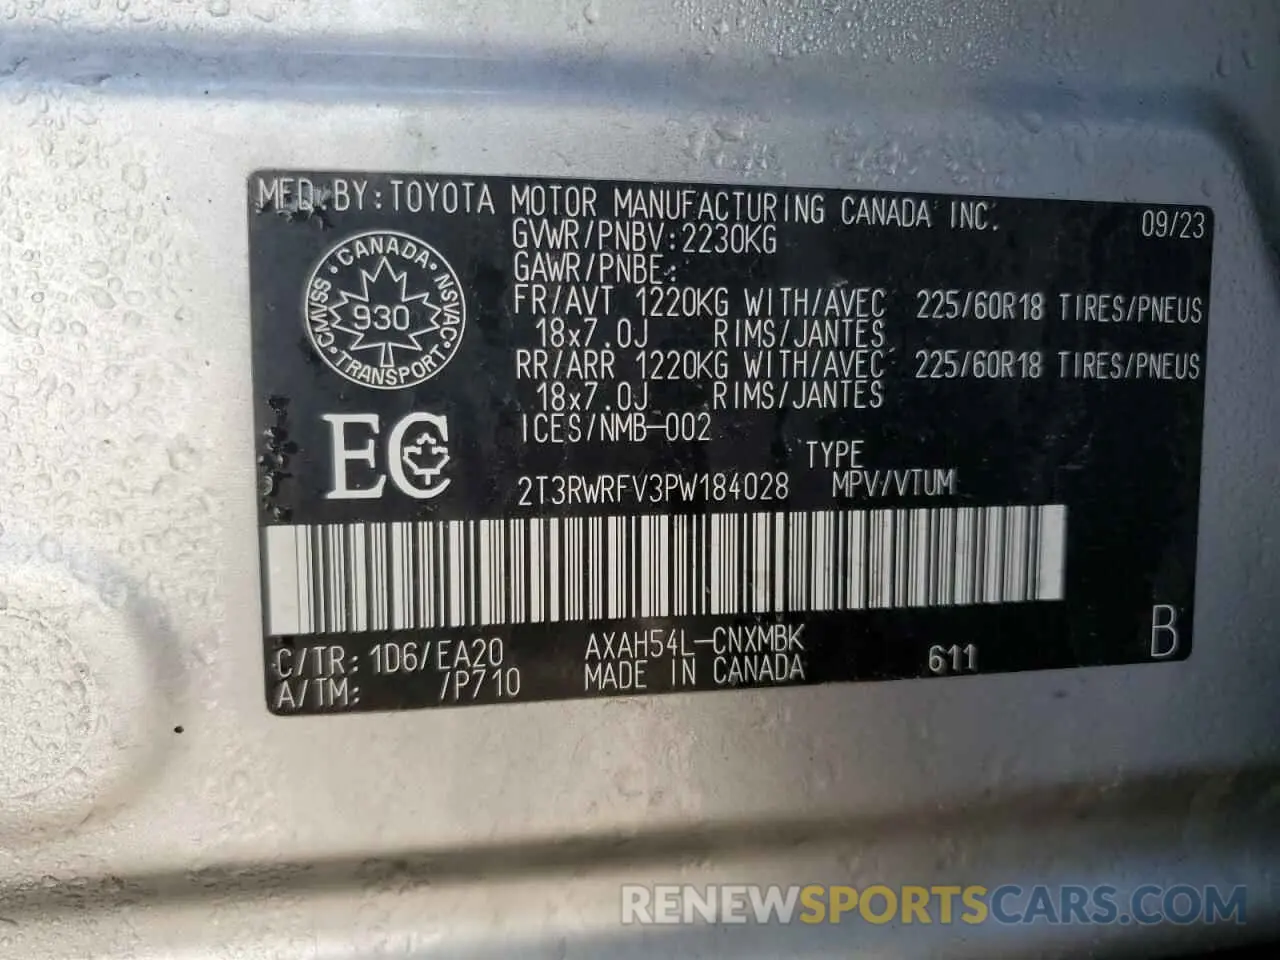 MFD.BY:TOYOTA MOTOR MANUFACTURING CANADA INC. 09/23
GVWR/PNBV:2230KG
GAWR/PNBE:
FR/AVT 1220KG WITH/AVEC 225/60R18 TIRES/PNEUS
18x7.0J RIMS/JANTES
RR/ARR 1220KG WITH/AVEC 225/60R18 TIRES/PNEUS
18x7.0J RIMS/JANTES
ICES/NMB-002
CANADA · NSVAC · TRANSPORT · CMVSS
930
EC
TYPE
2T3RWRFV3PW184028 MPV/VTUM
C/TR: 1D6/EA20 AXAH54L-CNXMBK 611 B
A/TM: /P710 MADE IN CANADA
RENEWSPORTSCARS.COM